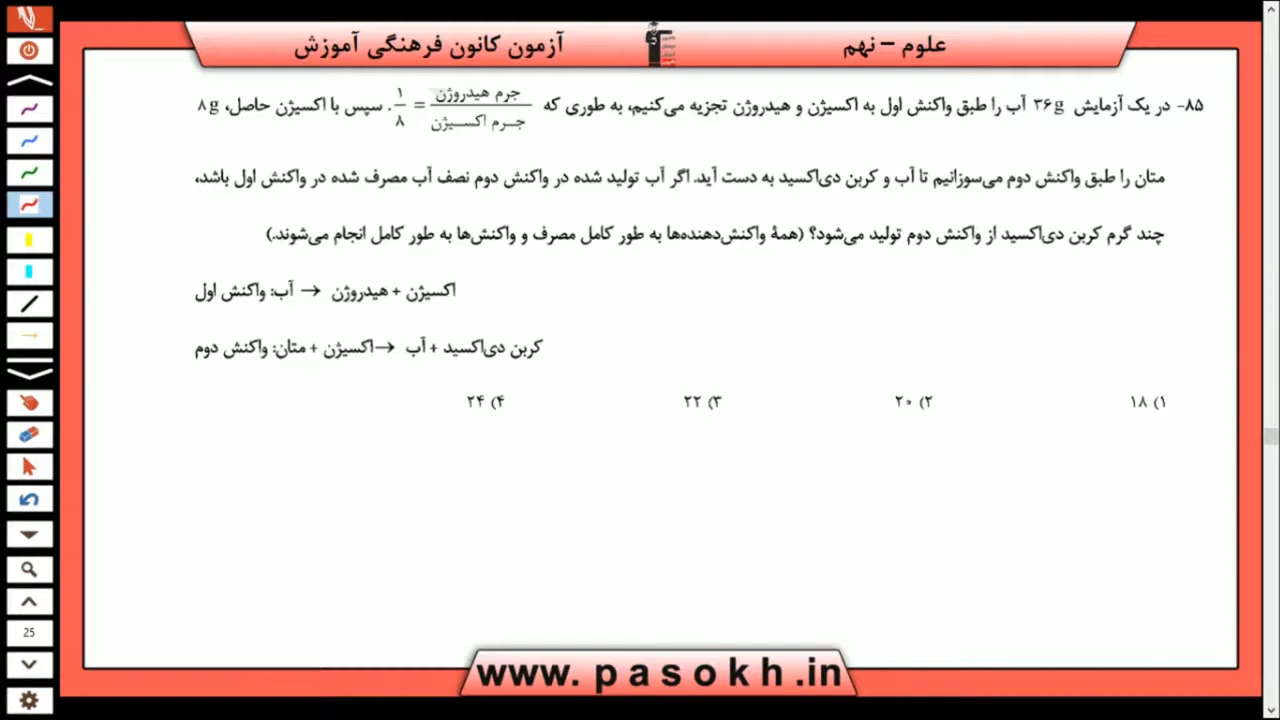 علوم – نهم
آزمون کانون فرهنگی آموزش
۸۵- در یک آزمایش ۳۶g آب را طبق واکنش اول به اکسیژن و هیدروژن تجزیه می‌کنیم، به طوری که جرم هیدروژن / جرم اکسیژن = ۱/۸. سپس با اکسیژن حاصل، ۸g
متان را طبق واکنش دوم می‌سوزانیم تا آب و کربن دی‌اکسید به دست آید. اگر آب تولید شده در واکنش دوم نصف آب مصرف شده در واکنش اول باشد،
چند گرم کربن دی‌اکسید از واکنش دوم تولید می‌شود؟ (همهٔ واکنش‌دهنده‌ها به طور کامل مصرف و واکنش‌ها به طور کامل انجام می‌شوند.)
اکسیژن + هیدروژن → آب: واکنش اول
کربن دی‌اکسید + آب → اکسیژن + متان: واکنش دوم
۱) ۱۸ ۲) ۲۰ ۳) ۲۲ ۴) ۲۴
25
www. p a s o k h .in